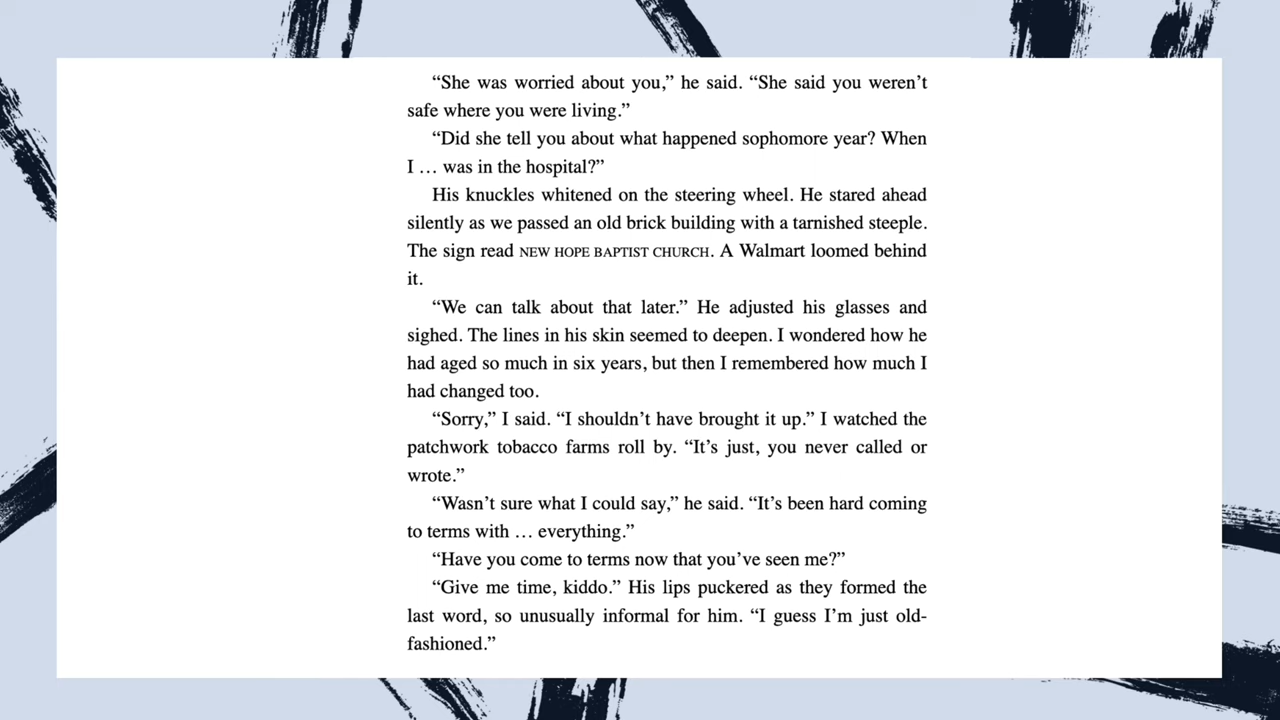 “She was worried about you,” he said. “She said you weren’t
safe where you were living.”
“Did she tell you about what happened sophomore year? When
I … was in the hospital?”
His knuckles whitened on the steering wheel. He stared ahead
silently as we passed an old brick building with a tarnished steeple.
The sign read NEW HOPE BAPTIST CHURCH. A Walmart loomed behind
it.
“We can talk about that later.” He adjusted his glasses and
sighed. The lines in his skin seemed to deepen. I wondered how he
had aged so much in six years, but then I remembered how much I
had changed too.
“Sorry,” I said. “I shouldn’t have brought it up.” I watched the
patchwork tobacco farms roll by. “It’s just, you never called or
wrote.”
“Wasn’t sure what I could say,” he said. “It’s been hard coming
to terms with … everything.”
“Have you come to terms now that you’ve seen me?”
“Give me time, kiddo.” His lips puckered as they formed the
last word, so unusually informal for him. “I guess I’m just old-
fashioned.”